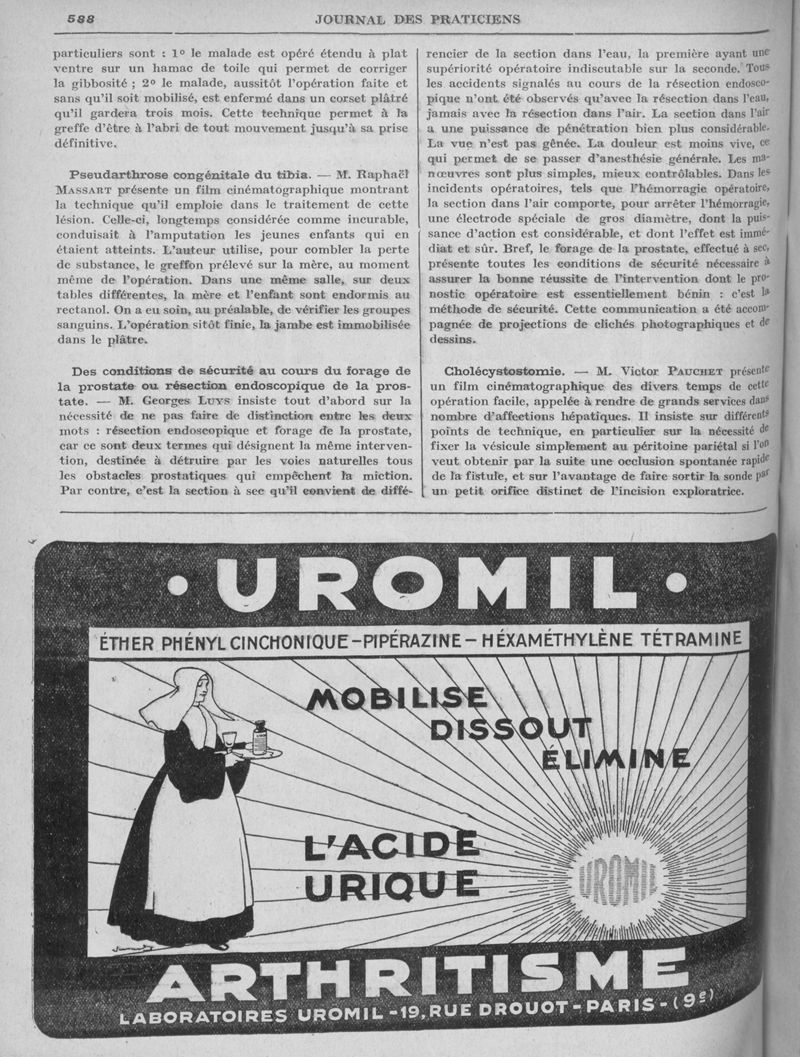 588
JOURNAL DES PRATICIENS
particuliers sont : 1º le malade est opéré étendu à plat
ventre sur un hamac de toile qui permet de corriger
la gibbosité ; 2º le malade, aussitôt l'opération faite et
sans qu'il soit mobilisé, est enfermé dans un corset plâtré
qu'il gardera trois mois. Cette technique permet à la
greffe d'être à l'abri de tout mouvement jusqu'à sa prise
définitive.
Pseudarthrose congénitale du tibia. — M. Raphaël
MASSART présente un film cinématographique montrant
la technique qu'il emploie dans le traitement de cette
lésion. Celle-ci, longtemps considérée comme incurable,
conduisait à l'amputation les jeunes enfants qui en
étaient atteints. L'auteur utilise, pour combler la perte
de substance, le greffon prélevé sur la mère, au moment
même de l'opération. Dans une même salle, sur deux
tables différentes, la mère et l'enfant sont endormis au
rectanol. On a eu soin, au préalable, de vérifier les groupes
sanguins. L'opération sitôt finie, la jambe est immobilisée
dans le plâtre.
Des conditions de sécurité au cours du forage de
la prostate ou résection endoscopique de la pros-
tate. — M. Georges LUYS insiste tout d'abord sur la
nécessité de ne pas faire de distinction entre les deux
mots : résection endoscopique et forage de la prostate,
car ce sont deux termes qui désignent la même interven-
tion, destinée à détruire par les voies naturelles tous
les obstacles prostatiques qui empêchent la miction.
Par contre, c'est la section à sec qu'il convient de diffé-
rencier de la section dans l'eau, la première ayant une
supériorité opératoire indiscutable sur la seconde. Tous
les accidents signalés au cours de la résection endosco-
pique n'ont été observés qu'avec la résection dans l'eau,
jamais avec la résection dans l'air. La section dans l'air
a une puissance de pénétration bien plus considérable.
La vue n'est pas gênée. La douleur est moins vive, ce
qui permet de se passer d'anesthésie générale. Les ma-
nœuvres sont plus simples, mieux contrôlables. Dans les
incidents opératoires, tels que l'hémorragie opératoire,
la section dans l'air comporte, pour arrêter l'hémorragie,
une électrode spéciale de gros diamètre, dont la puis-
sance d'action est considérable, et dont l'effet est immé-
diat et sûr. Bref, le forage de la prostate, effectué à sec,
présente toutes les conditions de sécurité nécessaire à
assurer la bonne réussite de l'intervention dont le pro-
nostic opératoire est essentiellement bénin : c'est la
méthode de sécurité. Cette communication a été accom-
pagnée de projections de clichés photographiques et de
dessins.
Cholécystostomie. — M. Victor PAUCHET présente
un film cinématographique des divers temps de cette
opération facile, appelée à rendre de grands services dans
nombre d'affections hépatiques. Il insiste sur différents
points de technique, en particulier sur la nécessité de
fixer la vésicule simplement au péritoine pariétal si l'on
veut obtenir par la suite une occlusion spontanée rapide
de la fistule, et sur l'avantage de faire sortir la sonde par
un petit orifice distinct de l'incision exploratrice.
• UROMIL •
ÉTHER PHÉNYL CINCHONIQUE - PIPÉRAZINE - HÉXAMÉTHYLÈNE TÉTRAMINE
MOBILISE
DISSOUT
ÉLIMINE
L'ACIDE
URIQUE
UROMIL
ARTHRITISME
LABORATOIRES UROMIL - 19, RUE DROUOT - PARIS - (9e)